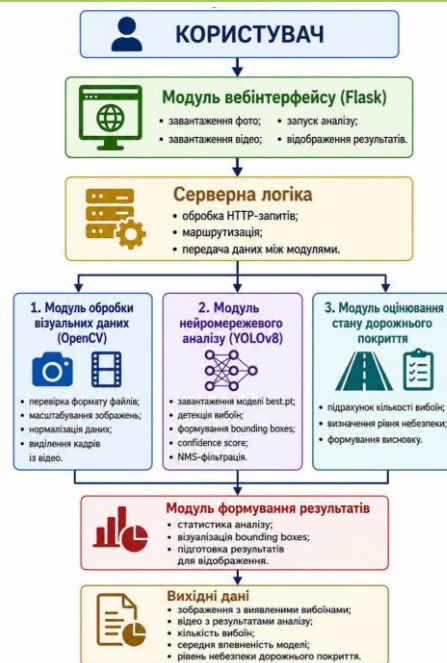 КОРИСТУВАЧ
Модуль вебінтерфейсу (Flask)
• завантаження фото;
• запуск аналізу;
• завантаження відео;
• відображення результатів.
Серверна логіка
• обробка HTTP-запитів;
• маршрутизація;
• передача даних між модулями.
1. Модуль обробки
візуальних даних
(OpenCV)
• перевірка формату файлів;
• масштабування зображень;
• нормалізація даних;
• виділення кадрів
із відео.
2. Модуль
нейромережевого
аналізу (YOLOv8)
• завантаження моделі best.pt;
• детекція вибоїн;
• формування bounding boxes;
• confidence score;
• NMS-фільтрація.
3. Модуль оцінювання
стану дорожнього
покриття
• підрахунок кількості вибоїн;
• визначення рівня небезпеки;
• формування висновку.
Модуль формування результатів
• статистика аналізу;
• візуалізація bounding boxes;
• підготовка результатів
для відображення.
Вихідні дані
• зображення з виявленими вибоїнами;
• відео з результатами аналізу;
• кількість вибоїн;
• середня впевненість моделі;
• рівень небезпеки дорожнього покриття.